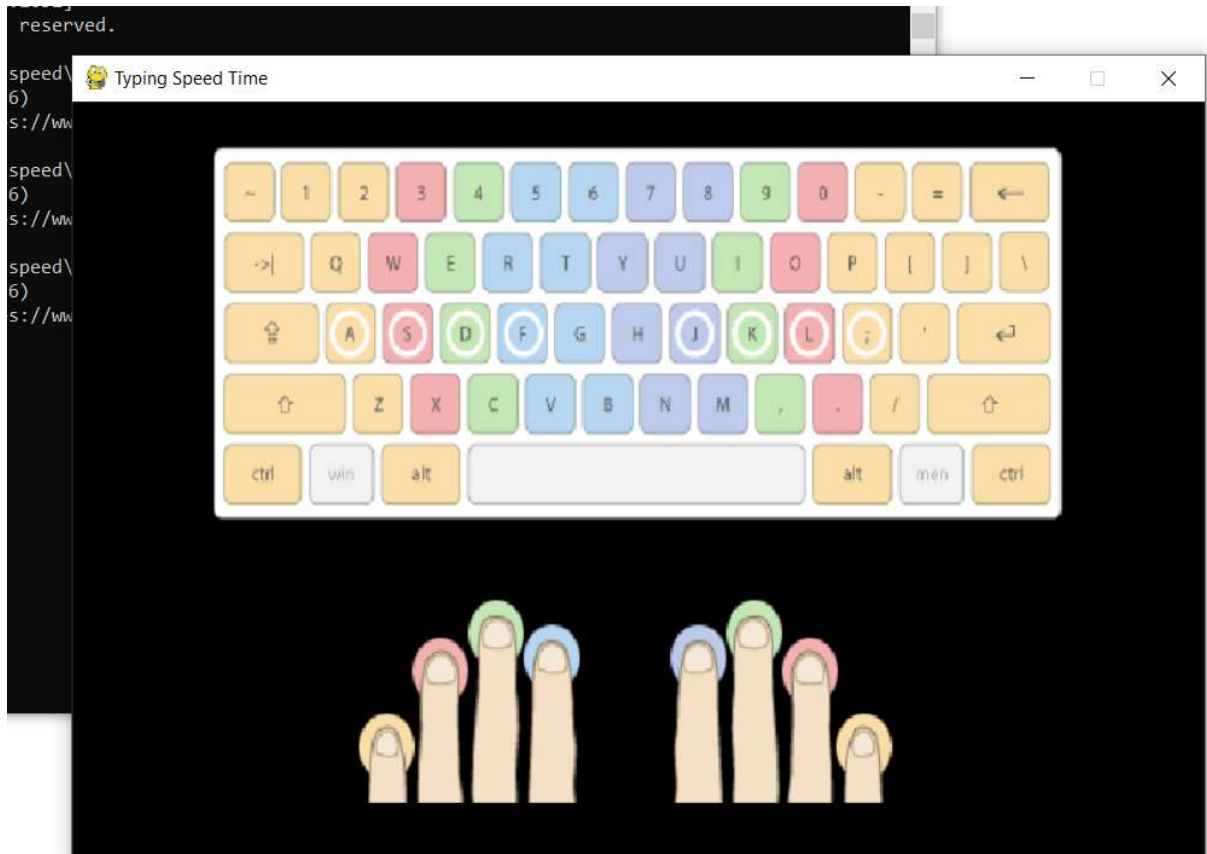 reserved.
speed\
6)
s://ww
speed\
6)
s://ww
speed\
6)
s://ww
Typing Speed Time
~ 1 2 3 4 5 6 7 8 9 0 - =
Q W E R T Y U I O P [ ] \
A S D F G H J K L ; '
Z X C V B N M , . /
ctrl win alt alt men ctrl